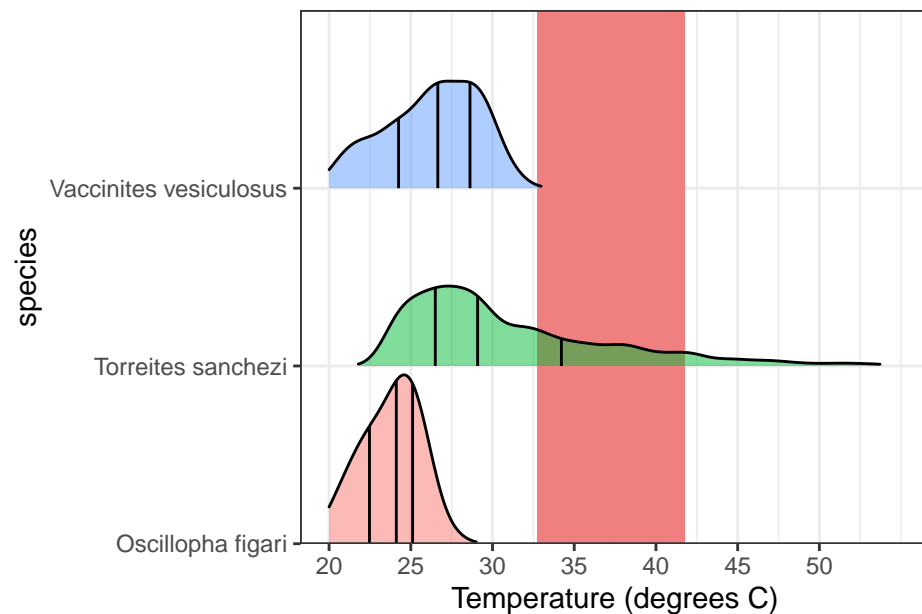 species
Vaccinites vesiculosus
Torreites sanchezi
Oscillopha figari
20 25 30 35 40 45 50
Temperature (degrees C)